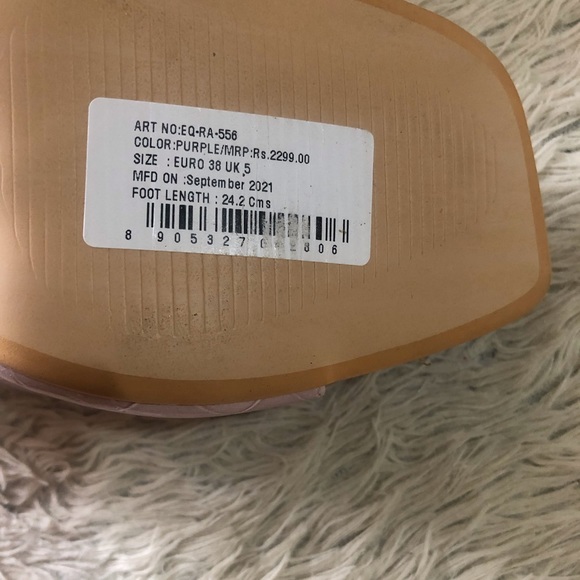 ART NO:EQ-RA-556
COLOR:PURPLE/MRP:Rs.2299.00
SIZE : EURO 38 UK 5
MFD ON :September 2021
FOOT LENGTH : 24.2 Cms